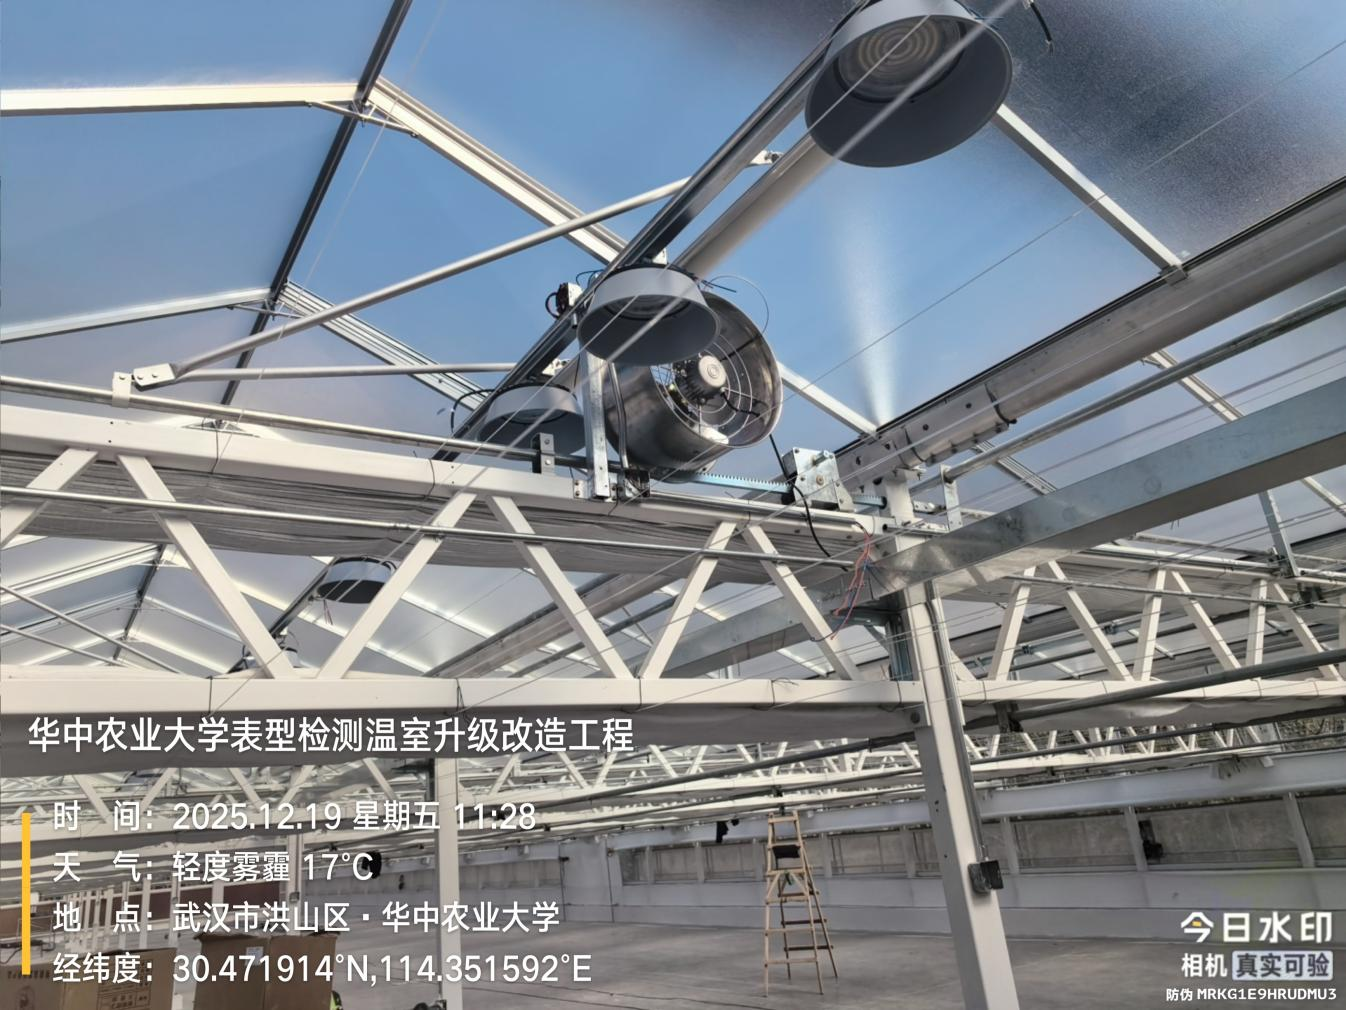 华中农业大学表型检测温室升级改造工程
时 间：2025.12.19 星期五 11:28
天 气：轻度雾霾 17°C
地 点：武汉市洪山区·华中农业大学
经纬度：30.471914°N,114.351592°E
今日水印
相机 真实可验
防伪 MRKG1E9HRUDMU3